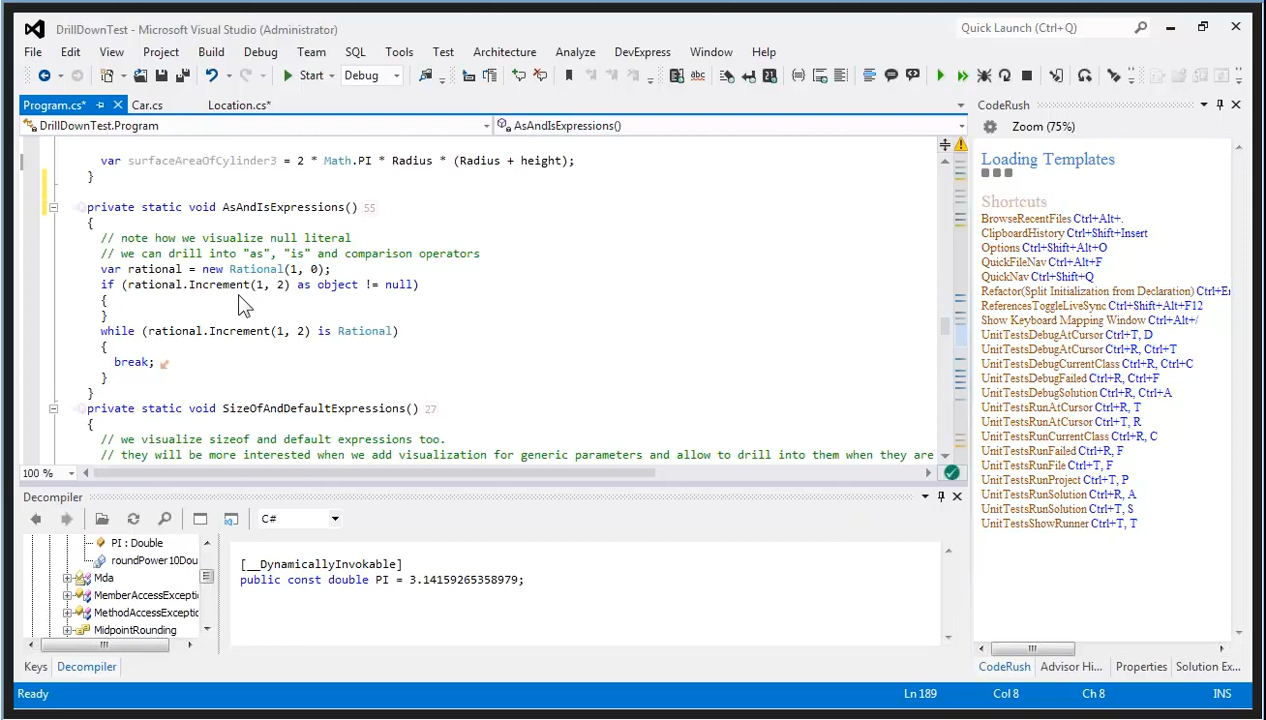 DrillDownTest - Microsoft Visual Studio (Administrator)
Quick Launch (Ctrl+Q)
File Edit View Project Build Debug Team SQL Tools Test Architecture Analyze DevExpress Window Help
Start Debug
Program.cs* Car.cs Location.cs*
DrillDownTest.Program AsAndIsExpressions()
var surfaceAreaOfCylinder3 = 2 * Math.PI * Radius * (Radius + height);
}
private static void AsAndIsExpressions() 55
{
// note how we visualize null literal
// we can drill into "as", "is" and comparison operators
var rational = new Rational(1, 0);
if (rational.Increment(1, 2) as object != null)
{
}
while (rational.Increment(1, 2) is Rational)
{
break;
}
}
private static void SizeOfAndDefaultExpressions() 27
{
// we visualize sizeof and default expressions too.
// they will be more interested when we add visualization for generic parameters and allow to drill into them when they are
100 %
Decompiler
C#
PI : Double
roundPower10Dou
Mda
MemberAccessExcepti
MethodAccessException
MidpointRounding
[__DynamicallyInvokable]
public const double PI = 3.14159265358979;
Keys Decompiler
CodeRush
Zoom (75%)
Loading Templates
Shortcuts
BrowseRecentFiles Ctrl+Alt+.
ClipboardHistory Ctrl+Shift+Insert
Options Ctrl+Shift+Alt+O
QuickFileNav Ctrl+Alt+F
QuickNav Ctrl+Shift+Q
Refactor(Split Initialization from Declaration) Ctrl+En
ReferencesToggleLiveSync Ctrl+Shift+Alt+F12
Show Keyboard Mapping Window Ctrl+Alt+/
UnitTestsDebugAtCursor Ctrl+T, D
UnitTestsDebugAtCursor Ctrl+R, Ctrl+T
UnitTestsDebugCurrentClass Ctrl+R, Ctrl+C
UnitTestsDebugFailed Ctrl+R, Ctrl+F
UnitTestsDebugSolution Ctrl+R, Ctrl+A
UnitTestsRunAtCursor Ctrl+R, T
UnitTestsRunAtCursor Ctrl+T, R
UnitTestsRunCurrentClass Ctrl+R, C
UnitTestsRunFailed Ctrl+R, F
UnitTestsRunFile Ctrl+T, F
UnitTestsRunProject Ctrl+T, P
UnitTestsRunSolution Ctrl+R, A
UnitTestsRunSolution Ctrl+T, S
UnitTestsShowRunner Ctrl+T, T
CodeRush Advisor Hi... Properties Solution Ex...
Ready Ln 189 Col 8 Ch 8 INS